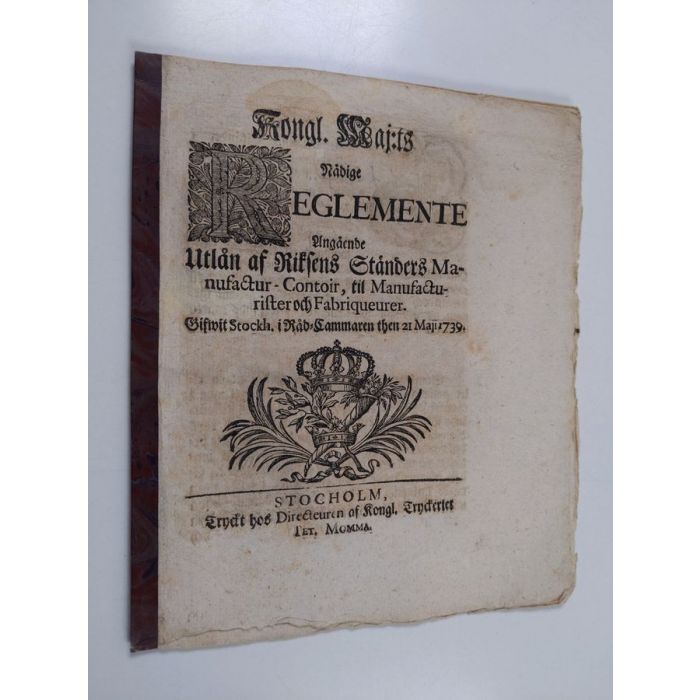 Kongl. Maj:ts
Nådige
REGLEMENTE
Angående
Utlån af Riksens Ständers Ma-
nufactur-Contoir, til Manufactu-
rister och Fabriqueurer.
Gifwit Stockh. i Råd-Cammaren then 21 Maji 1739.
STOCHOLM,
Tryckt hos Directeuren af Kongl. Tryckeriet
PET. MOMMA.